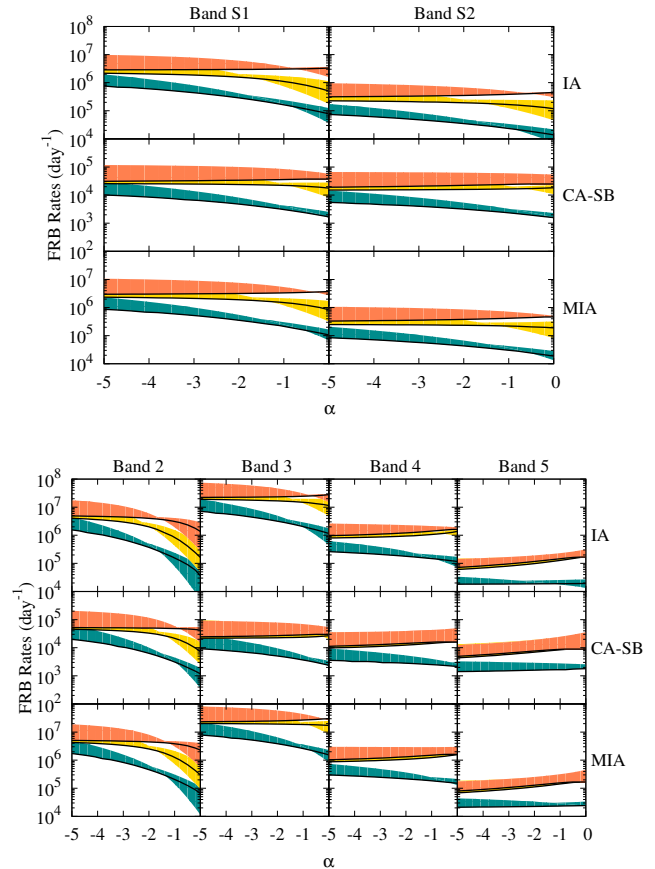 Band S1 Band S2
10^8
10^7
10^6
10^5
10^4
IA
10^5
10^4
10^3
10^2
CA-SB
10^7
10^6
10^5
10^4
MIA
FRB Rates (day^-1)
-5 -4 -3 -2 -1 -5 -4 -3 -2 -1 0
α
Band 2 Band 3 Band 4 Band 5
10^8
10^7
10^6
10^5
10^4
IA
10^5
10^4
10^3
10^2
CA-SB
10^7
10^6
10^5
10^4
MIA
FRB Rates (day^-1)
-5 -4 -3 -2 -1 -5 -4 -3 -2 -1 -5 -4 -3 -2 -1 -5 -4 -3 -2 -1 0
α